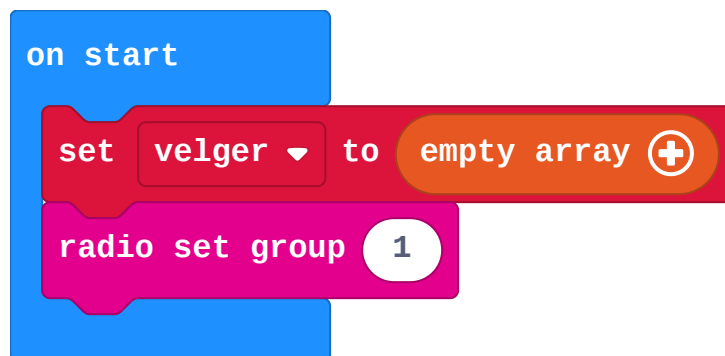 on start
set velger to empty array
radio set group 1